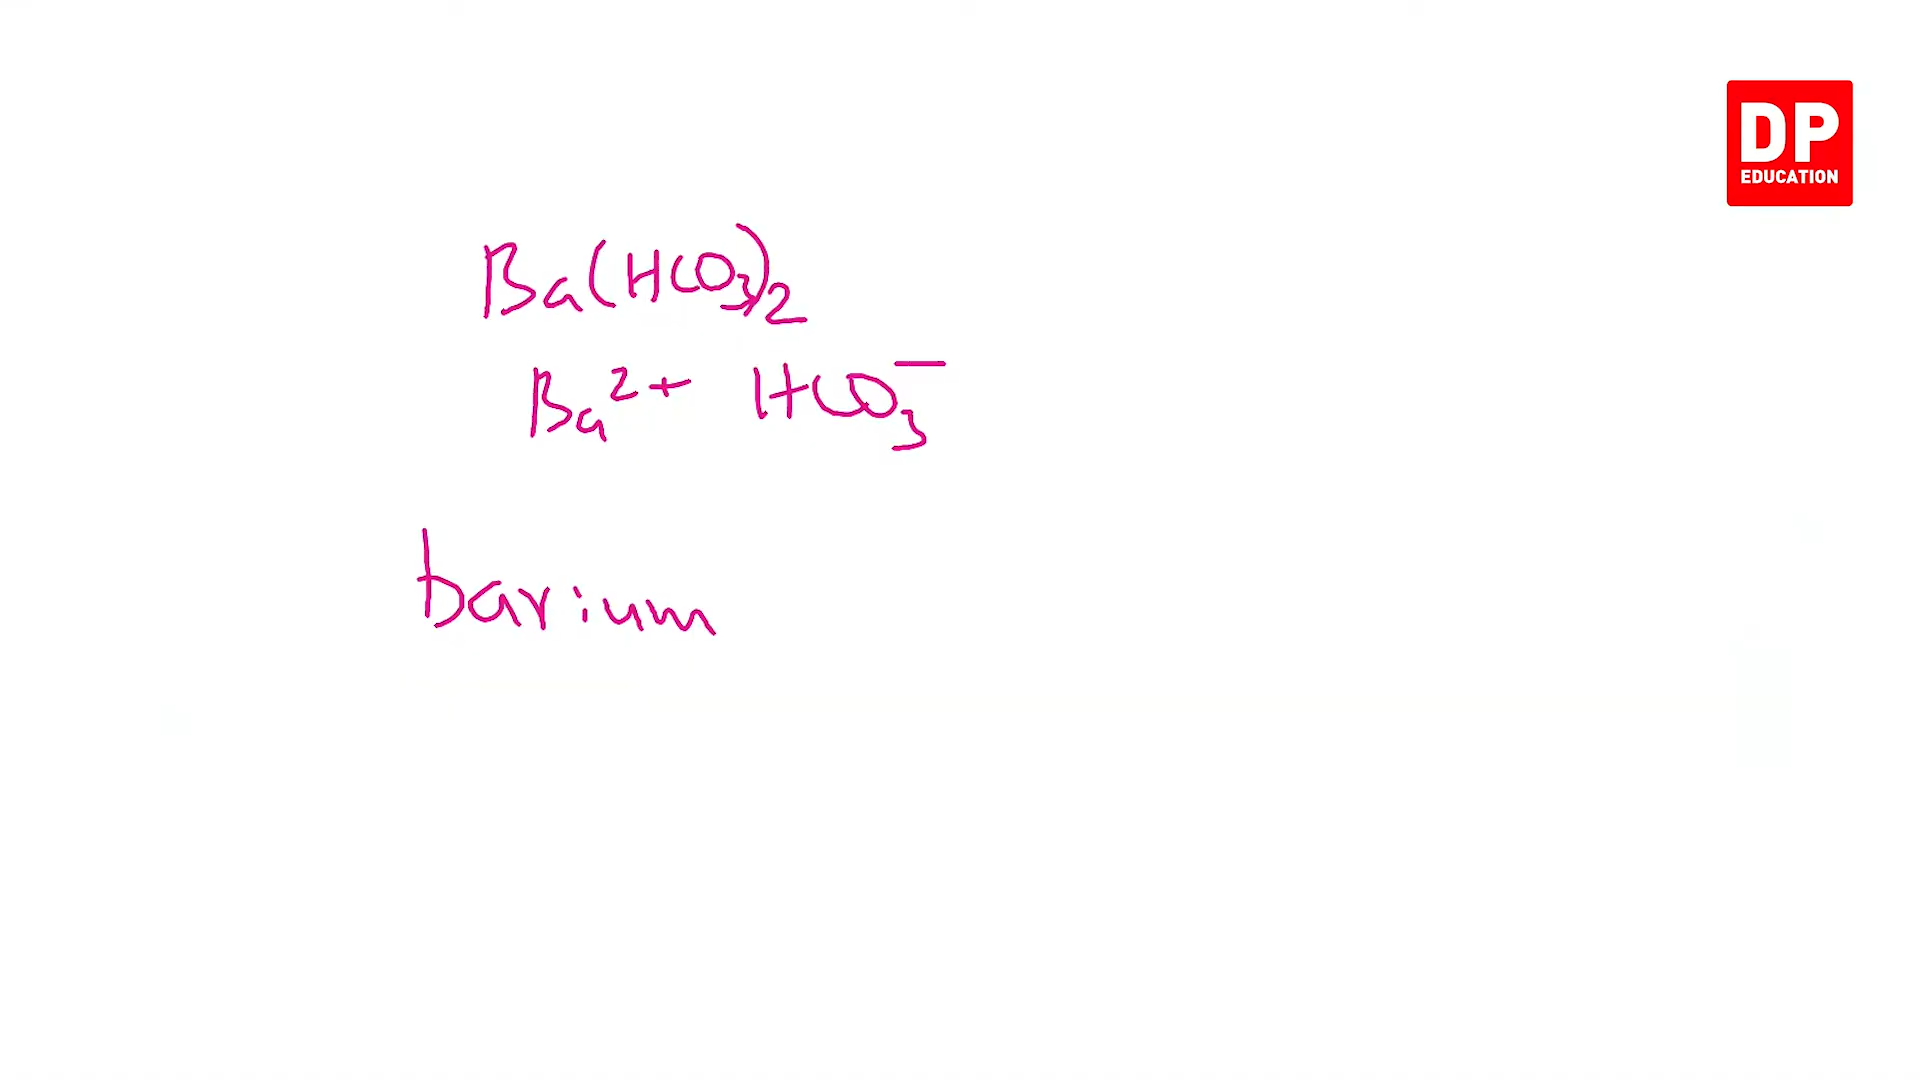 DP
EDUCATION
Ba(HCO₃)₂
Ba²⁺ HCO₃⁻
barium